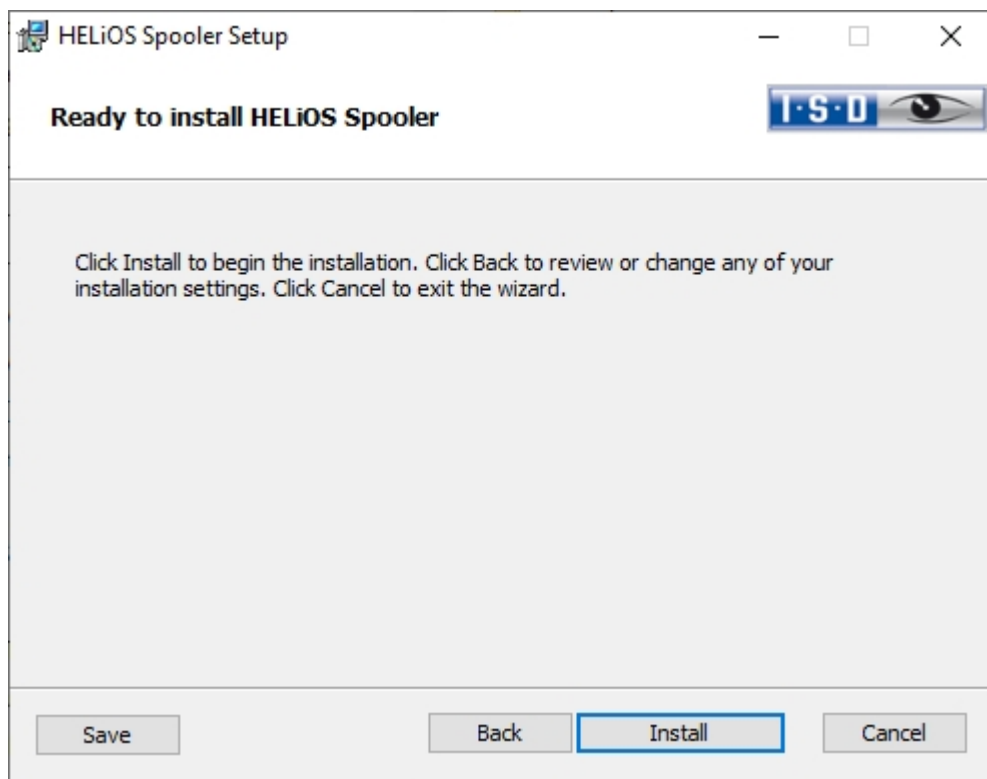 HELiOS Spooler Setup
Ready to install HELiOS Spooler
I·S·D
Click Install to begin the installation. Click Back to review or change any of your
installation settings. Click Cancel to exit the wizard.
Save
Back
Install
Cancel